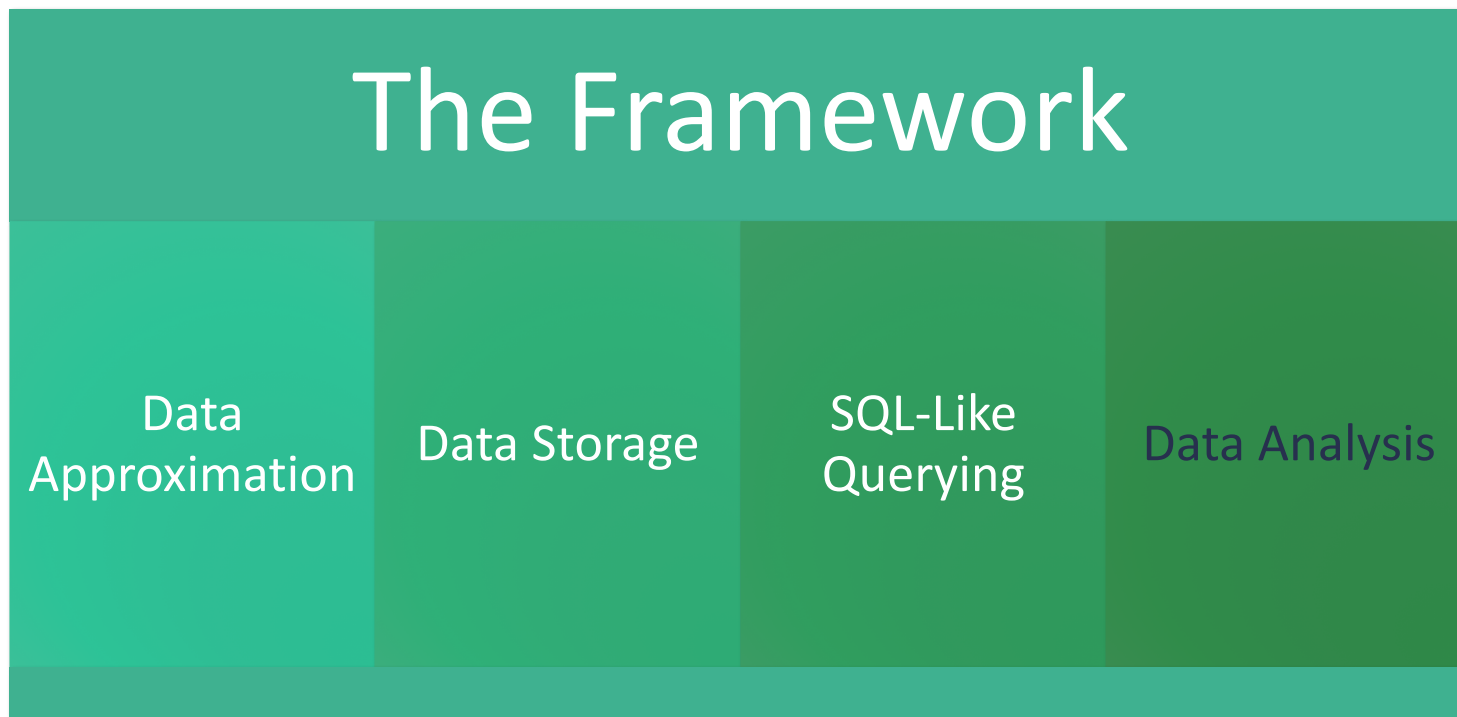 The Framework
Data
Approximation
Data Storage
SQL-Like
Querying
Data Analysis